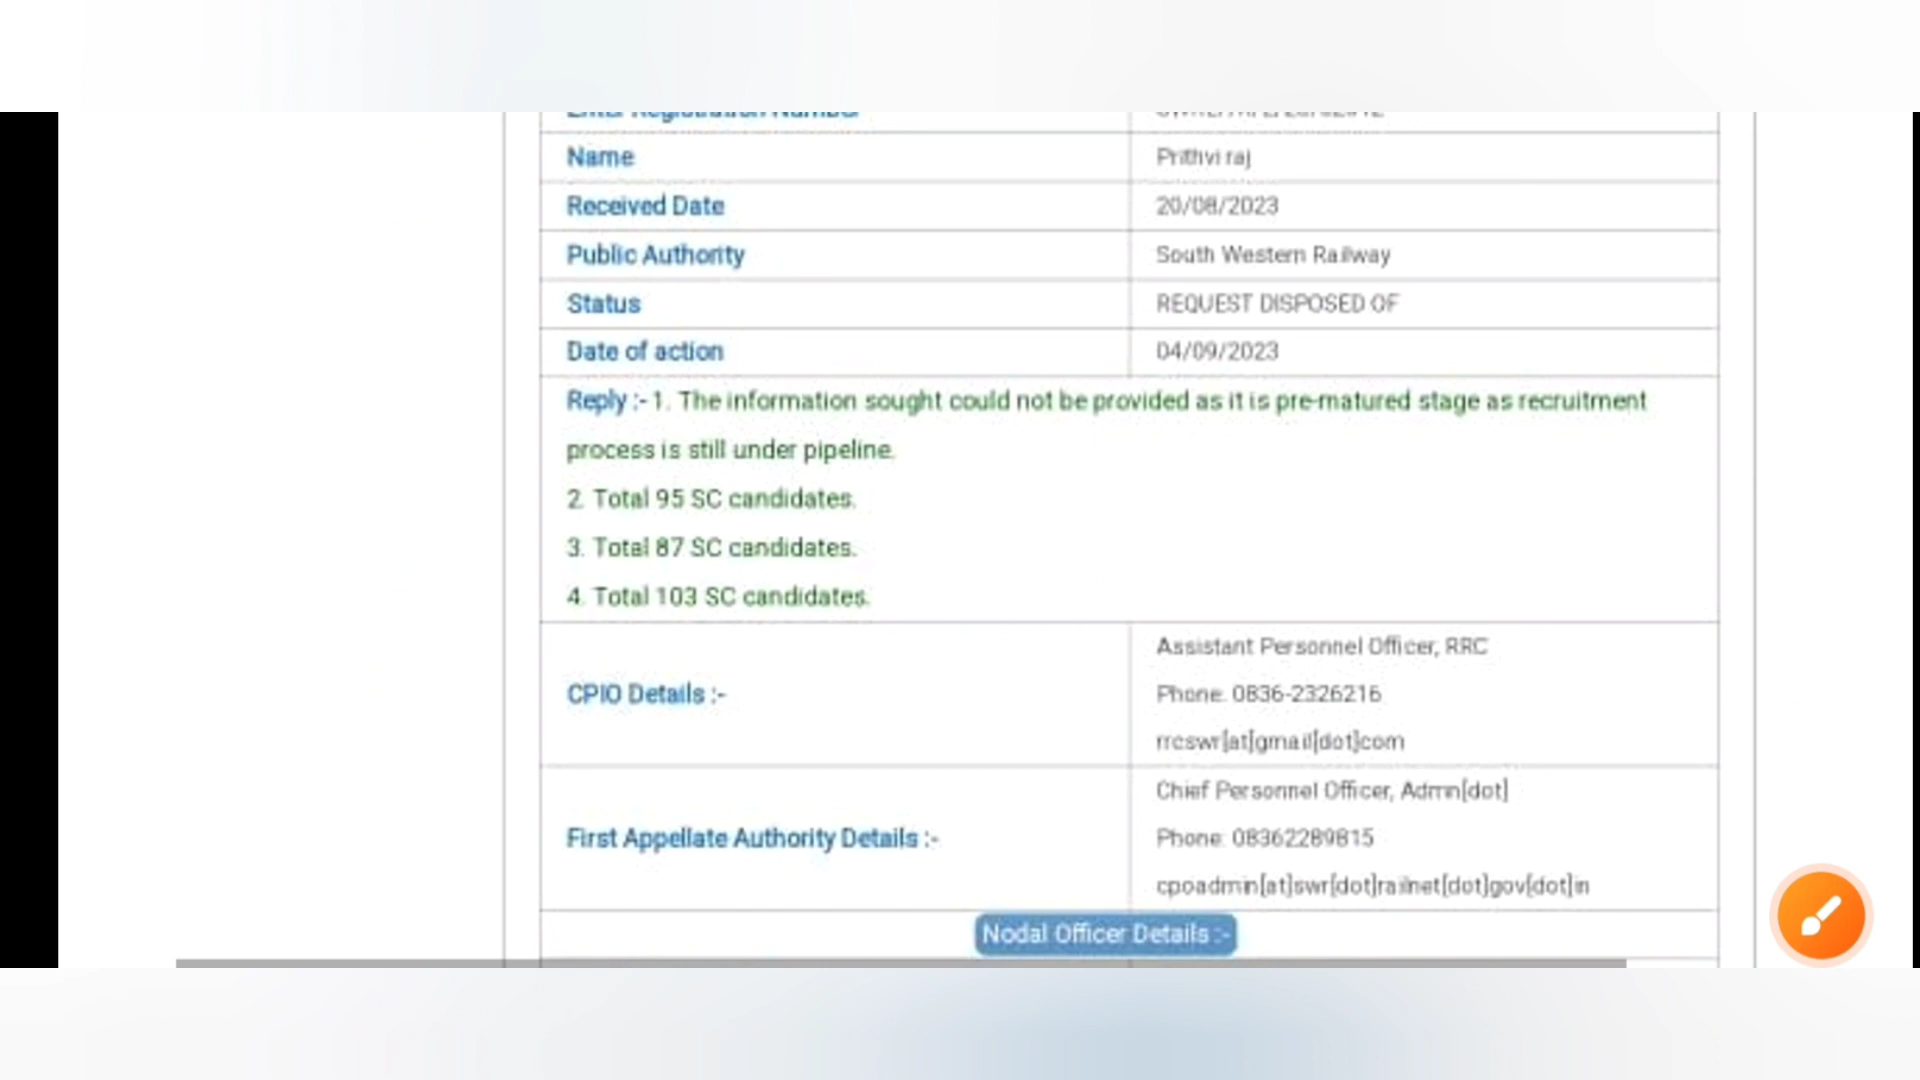 Enter Registration Number
Name Prithvi raj
Received Date 20/08/2023
Public Authority South Western Railway
Status REQUEST DISPOSED OF
Date of action 04/09/2023
Reply :- 1. The information sought could not be provided as it is pre-matured stage as recruitment
process is still under pipeline.
2. Total 95 SC candidates.
3. Total 87 SC candidates.
4. Total 103 SC candidates.
CPIO Details :-
Assistant Personnel Officer, RRC
Phone: 0836-2326216
rrcswr[at]gmail[dot]com
First Appellate Authority Details :-
Chief Personnel Officer, Admn[dot]
Phone: 08362289815
cpoadmin[at]swr[dot]railnet[dot]gov[dot]in
Nodal Officer Details :-